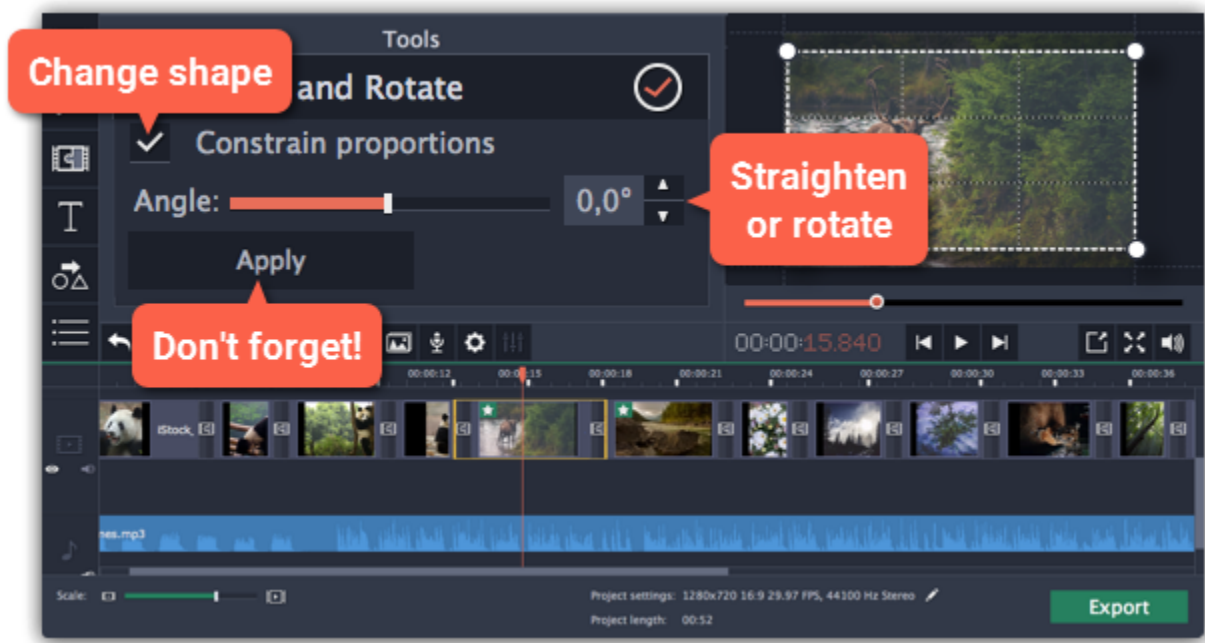 Tools
Change shape
and Rotate
Constrain proportions
Angle:
0,0°
Straighten
or rotate
Apply
Don't forget!
T
00:00:15.840
00:00:12
00:00:15
00:00:18
00:00:21
00:00:24
00:00:27
00:00:30
00:00:33
00:00:36
iStock_
nes.mp3
Scale:
Project settings: 1280x720 16:9 29.97 FPS, 44100 Hz Stereo
Project length: 00:52
Export